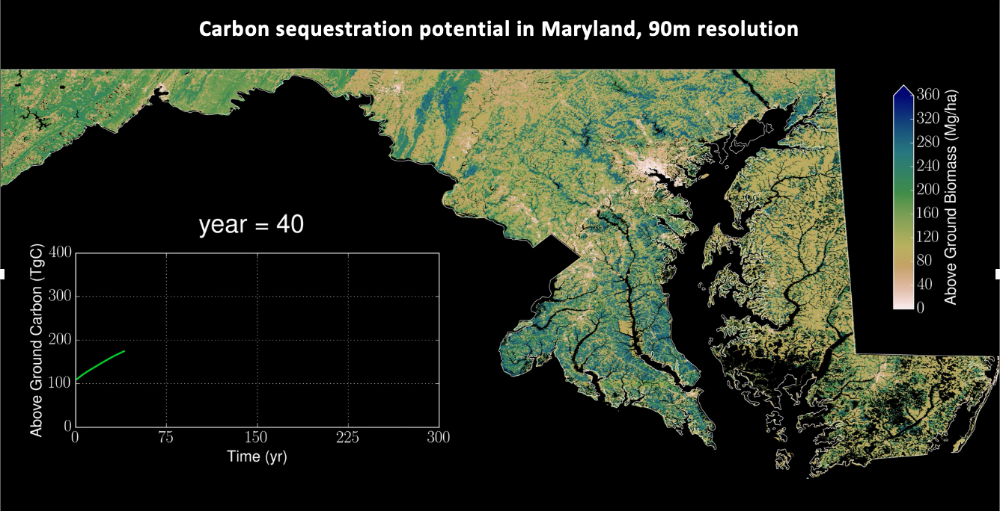 Carbon sequestration potential in Maryland, 90m resolution
360
320
280
240
200
160
120
80
40
0
Above Ground Biomass (Mg/ha)
year = 40
Above Ground Carbon (TgC)
400
300
200
100
0
0 75 150 225 300
Time (yr)